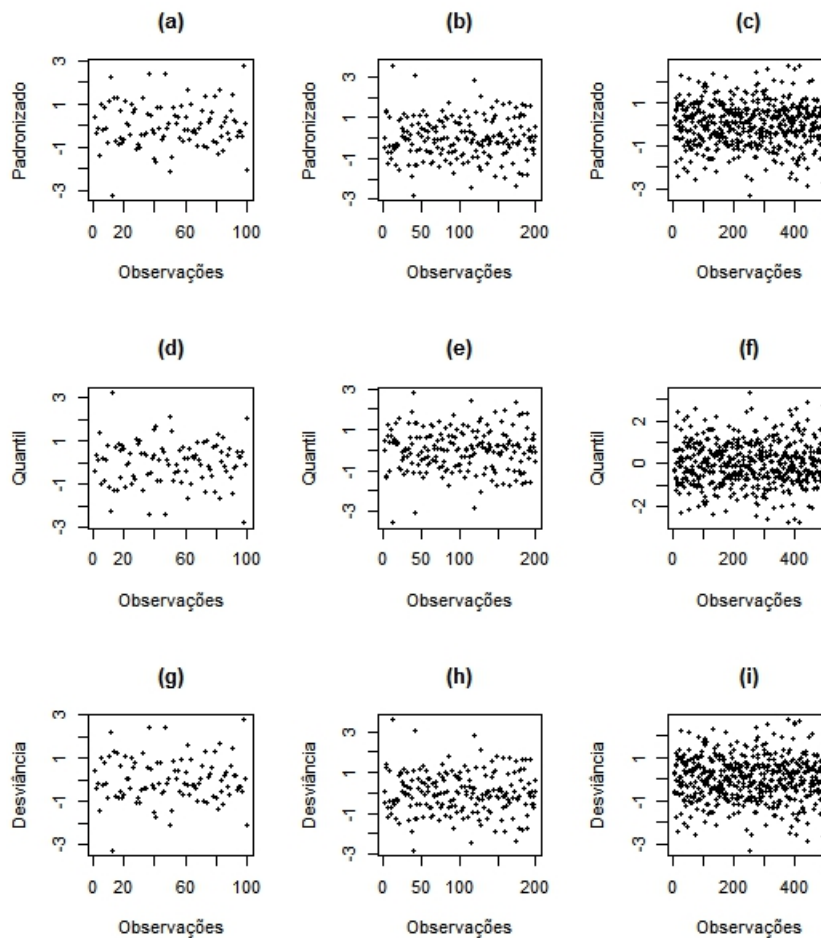 (a) (b) (c)
Padronizado Padronizado Padronizado
3 1 -1 -3
3 1 -1 -3
1 -1 -3
0 20 60 100
0 50 100 200
0 200 400
Observações Observações Observações
(d) (e) (f)
Quantil Quantil Quantil
3 1 -1 -3
3 1 -1 -3
2 0 -2
0 20 60 100
0 50 100 200
0 200 400
Observações Observações Observações
(g) (h) (i)
Desviância Desviância Desviância
3 1 -1 -3
3 1 -1 -3
1 -1 -3
0 20 60 100
0 50 100 200
0 200 400
Observações Observações Observações